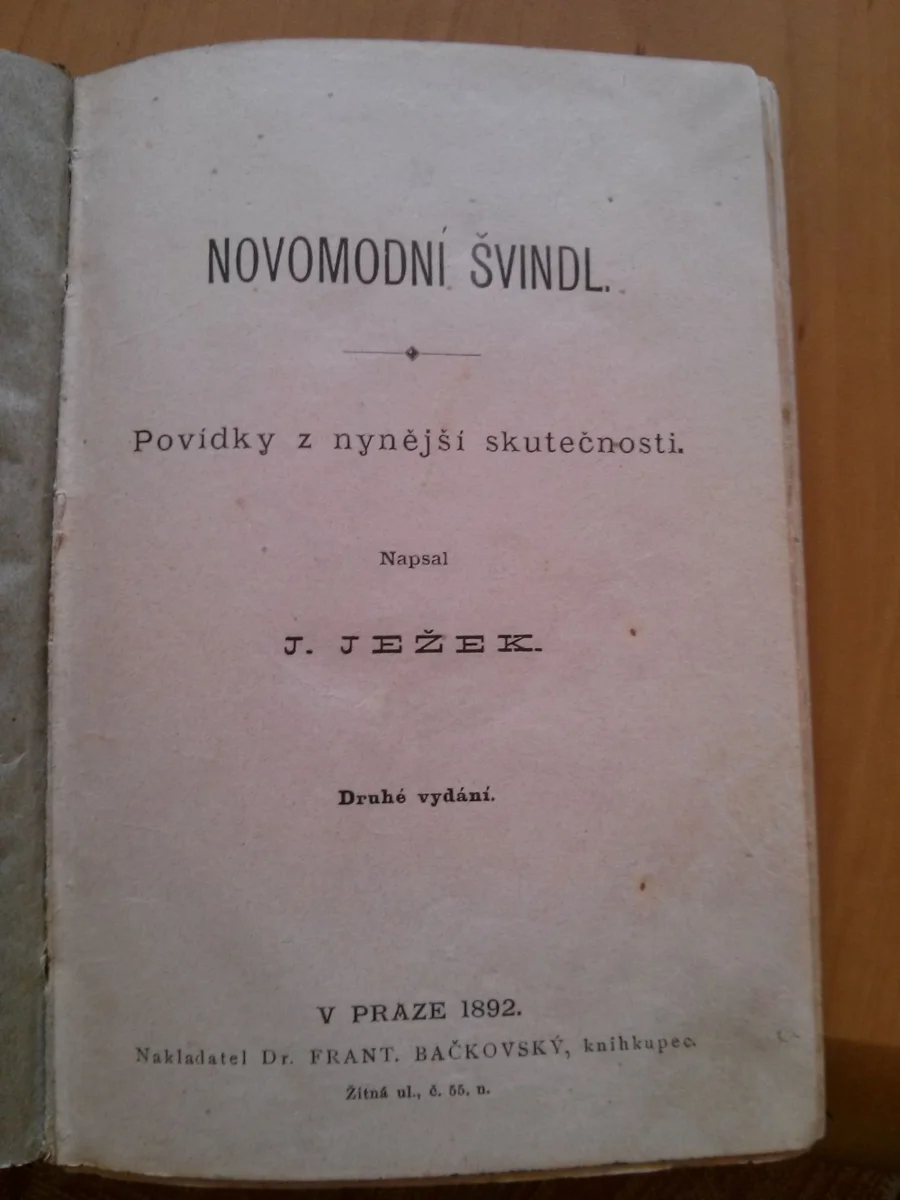 NOVOMODNÍ ŠVINDL.
Povídky z nynější skutečnosti.
Napsal
J. JEŽEK.
Druhé vydání.
V PRAZE 1892.
Nakladatel Dr. FRANT. BAČKOVSKÝ, knihkupec.
Žitná ul., č. 55. n.